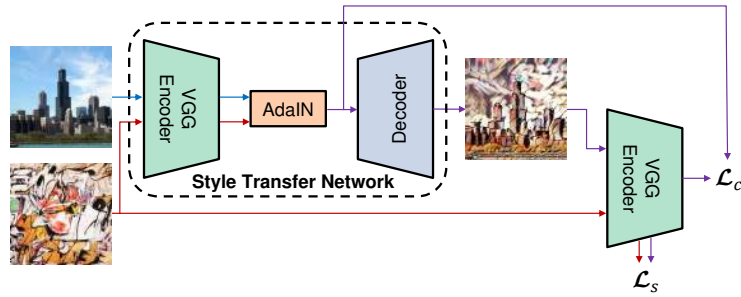 VGG
Encoder
AdaIN
Decoder
Style Transfer Network
VGG
Encoder
ℒc
ℒs